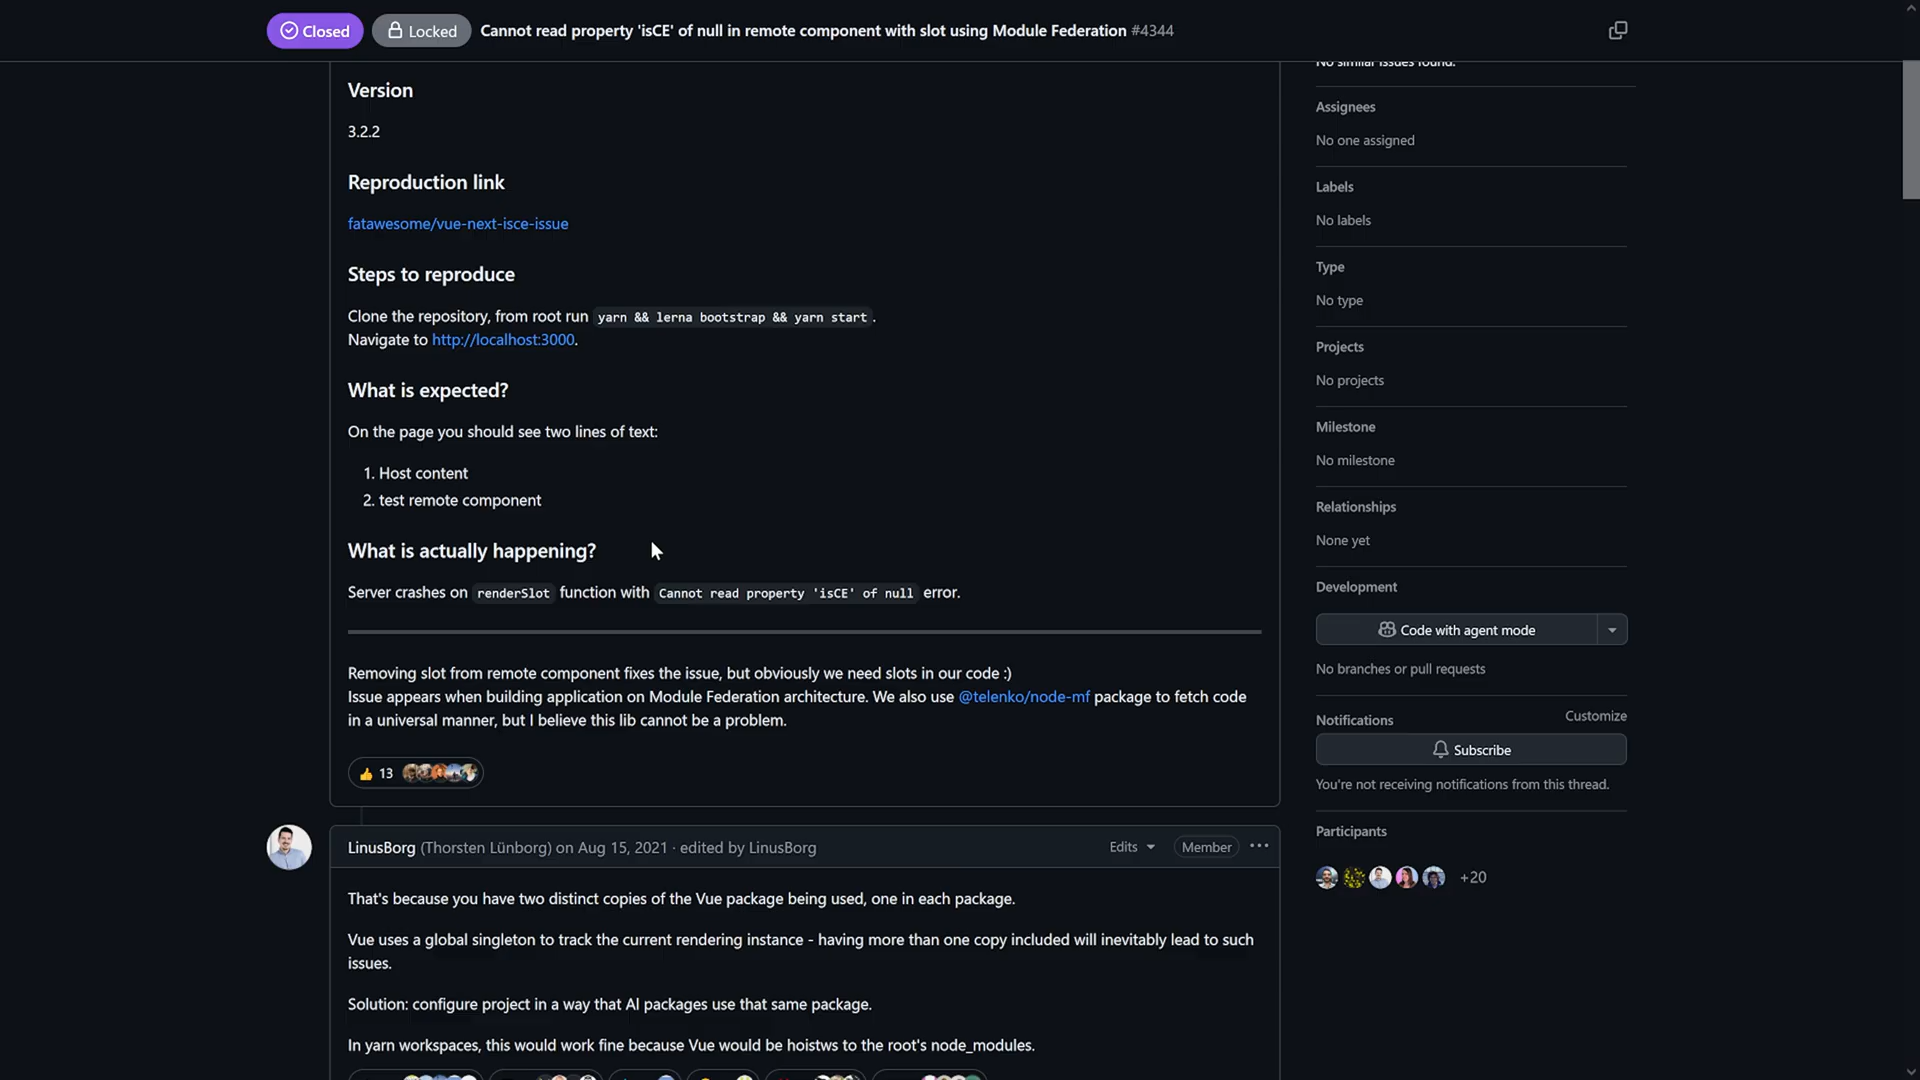 Closed
Locked
Cannot read property 'isCE' of null in remote component with slot using Module Federation #4344
No similar issues found.
Version
3.2.2
Reproduction link
fatawesome/vue-next-isce-issue
Steps to reproduce
Clone the repository, from root run yarn && lerna bootstrap && yarn start.
Navigate to http://localhost:3000.
What is expected?
On the page you should see two lines of text:
1. Host content
2. test remote component
What is actually happening?
Server crashes on renderSlot function with Cannot read property 'isCE' of null error.
Removing slot from remote component fixes the issue, but obviously we need slots in our code :)
Issue appears when building application on Module Federation architecture. We also use @telenko/node-mf package to fetch code
in a universal manner, but I believe this lib cannot be a problem.
👍 13
LinusBorg (Thorsten Lünborg) on Aug 15, 2021 · edited by LinusBorg
Edits
Member
That's because you have two distinct copies of the Vue package being used, one in each package.
Vue uses a global singleton to track the current rendering instance - having more than one copy included will inevitably lead to such
issues.
Solution: configure project in a way that Al packages use that same package.
In yarn workspaces, this would work fine because Vue would be hoistws to the root's node_modules.
Assignees
No one assigned
Labels
No labels
Type
No type
Projects
No projects
Milestone
No milestone
Relationships
None yet
Development
Code with agent mode
No branches or pull requests
Notifications
Customize
Subscribe
You're not receiving notifications from this thread.
Participants
+20